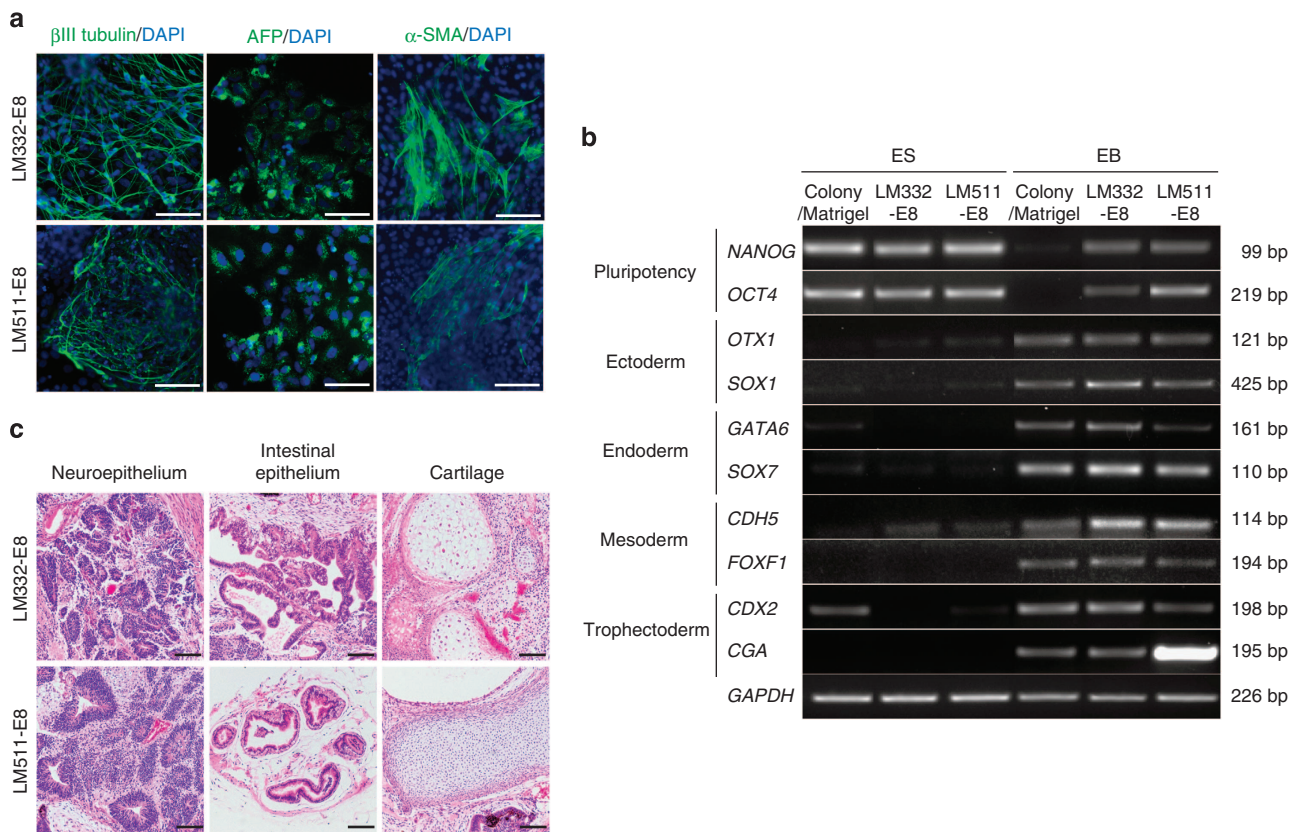 a
βIII tubulin/DAPI
AFP/DAPI
α-SMA/DAPI
LM332-E8
LM511-E8
b
ES
EB
Colony
/Matrigel
LM332
-E8
LM511
-E8
Colony
/Matrigel
LM332
-E8
LM511
-E8
Pluripotency
NANOG
99 bp
OCT4
219 bp
Ectoderm
OTX1
121 bp
SOX1
425 bp
Endoderm
GATA6
161 bp
SOX7
110 bp
Mesoderm
CDH5
114 bp
FOXF1
194 bp
Trophectoderm
CDX2
198 bp
CGA
195 bp
GAPDH
226 bp
c
Neuroepithelium
Intestinal
epithelium
Cartilage
LM332-E8
LM511-E8